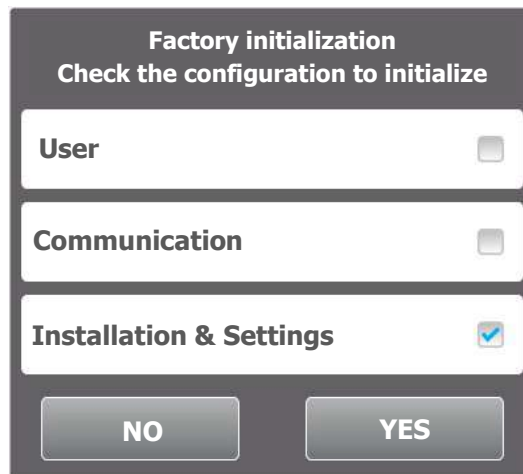 Factory initialization
Check the configuration to initialize
User
Communication
Installation & Settings
NO YES